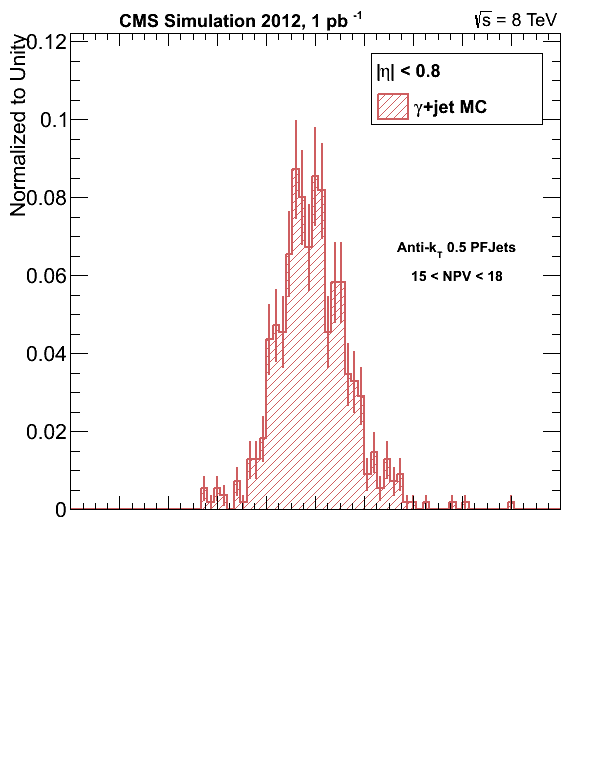 CMS Simulation 2012, 1 pb⁻¹
√s = 8 TeV
Normalized to Unity
0.12
0.1
0.08
0.06
0.04
0.02
0
|η| < 0.8
γ+jet MC
Anti-k_T 0.5 PFJets
15 < NPV < 18